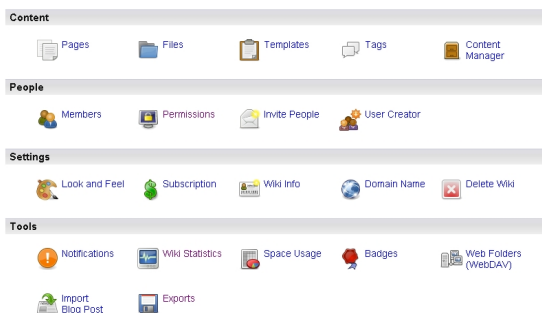 Content
Pages
Files
Templates
Tags
Content
Manager
People
Members
Permissions
Invite People
User Creator
Settings
Look and Feel
Subscription
Wiki Info
Domain Name
Delete Wiki
Tools
Notifications
Wiki Statistics
Space Usage
Badges
Web Folders
(WebDAV)
Import
Blog Post
Exports